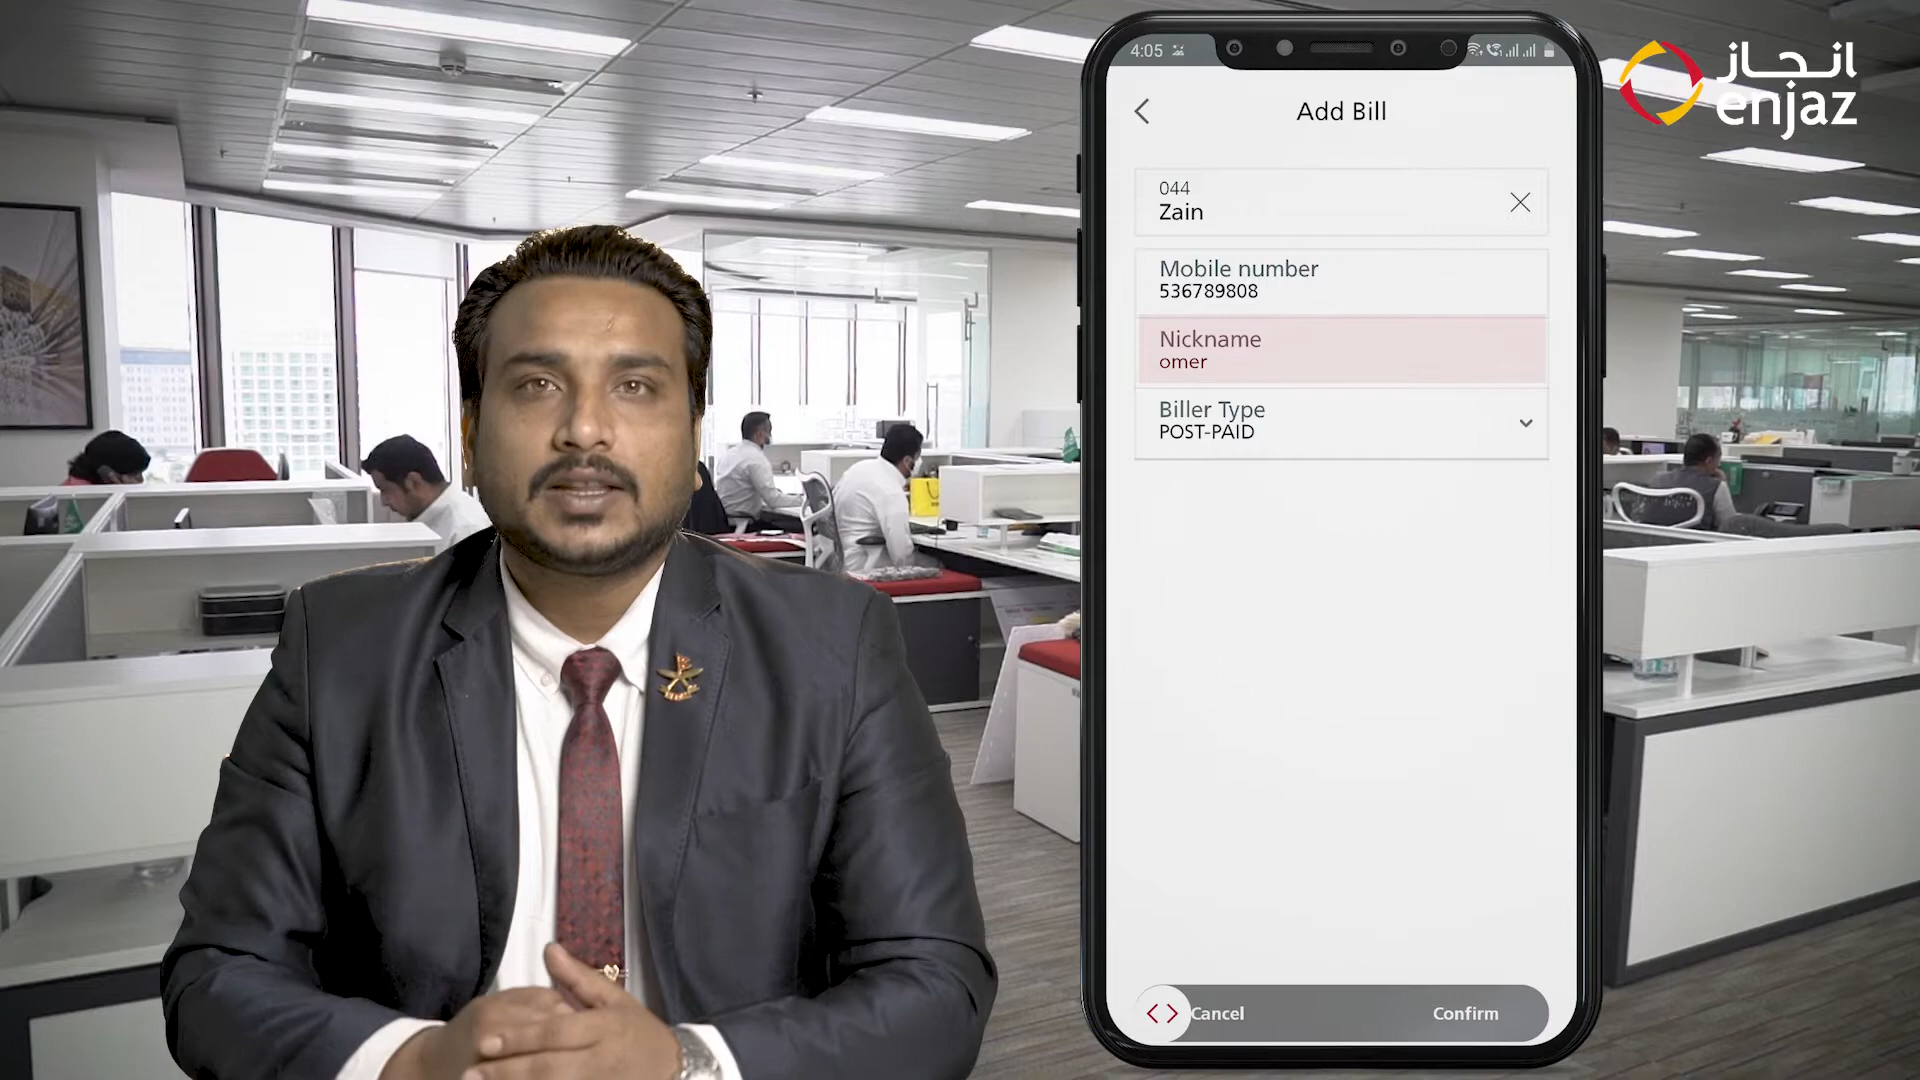 4:05
Add Bill
044
Zain
Mobile number
536789808
Nickname
omer
Biller Type
POST-PAID
Cancel
Confirm
انجاز
enjaz